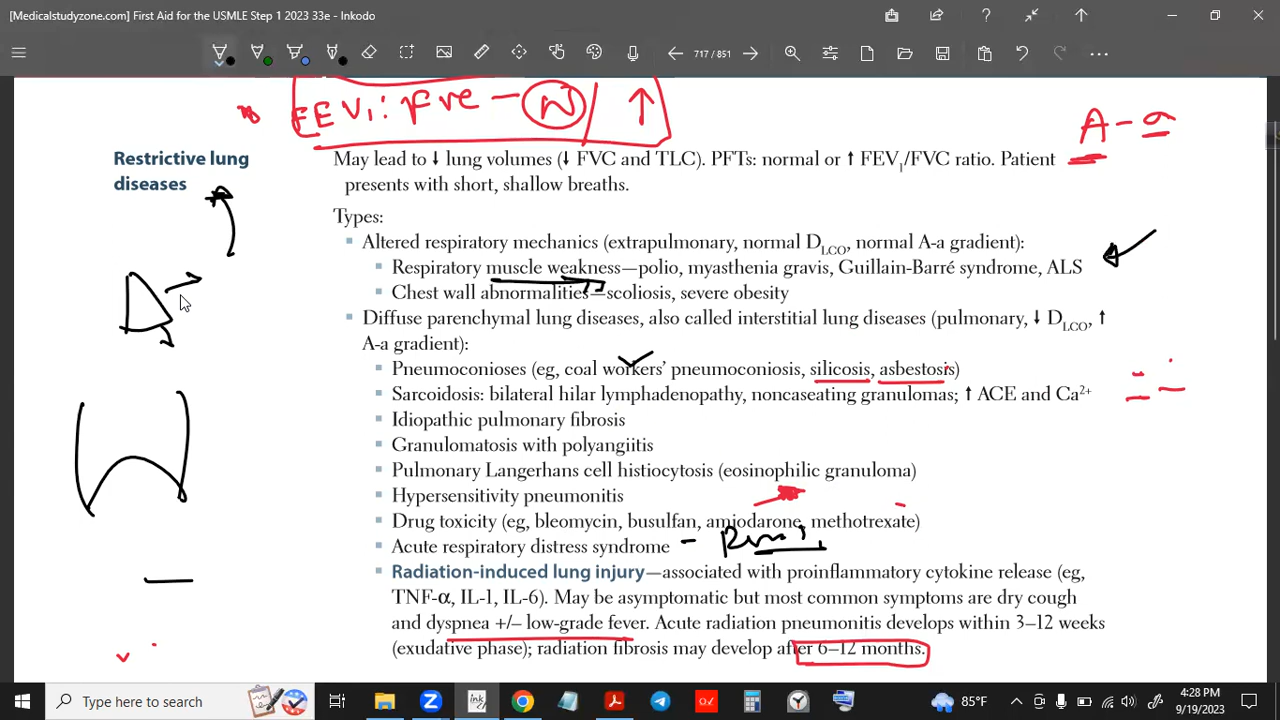 [Medicalstudyzone.com] First Aid for the USMLE Step 1 2023 33e - Inkodo
717 / 851
FEV₁ : FVC - N / ↑
A - a
Restrictive lung
diseases
May lead to ↓ lung volumes (↓ FVC and TLC). PFTs: normal or ↑ FEV₁/FVC ratio. Patient
presents with short, shallow breaths.
Types:
▪ Altered respiratory mechanics (extrapulmonary, normal D_LCO, normal A-a gradient):
▪ Respiratory muscle weakness—polio, myasthenia gravis, Guillain-Barré syndrome, ALS
▪ Chest wall abnormalities—scoliosis, severe obesity
▪ Diffuse parenchymal lung diseases, also called interstitial lung diseases (pulmonary, ↓ D_LCO, ↑
A-a gradient):
▪ Pneumoconioses (eg, coal workers’ pneumoconiosis, silicosis, asbestosis)
▪ Sarcoidosis: bilateral hilar lymphadenopathy, noncaseating granulomas; ↑ ACE and Ca²⁺
▪ Idiopathic pulmonary fibrosis
▪ Granulomatosis with polyangiitis
▪ Pulmonary Langerhans cell histiocytosis (eosinophilic granuloma)
▪ Hypersensitivity pneumonitis
▪ Drug toxicity (eg, bleomycin, busulfan, amiodarone, methotrexate)
▪ Acute respiratory distress syndrome
▪ Radiation-induced lung injury—associated with proinflammatory cytokine release (eg,
TNF-α, IL-1, IL-6). May be asymptomatic but most common symptoms are dry cough
and dyspnea +/– low-grade fever. Acute radiation pneumonitis develops within 3–12 weeks
(exudative phase); radiation fibrosis may develop after 6–12 months.
Type here to search
85°F
4:28 PM
9/19/2023